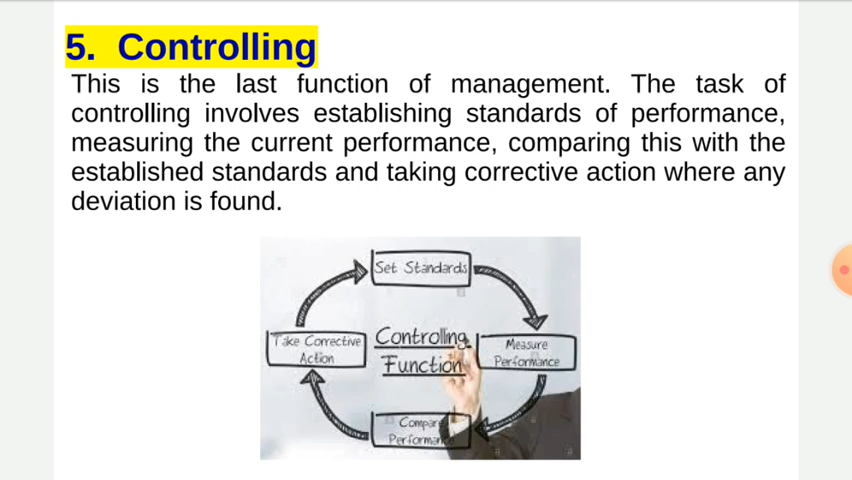 5. Controlling
This is the last function of management. The task of
controlling involves establishing standards of performance,
measuring the current performance, comparing this with the
established standards and taking corrective action where any
deviation is found.
Set Standards
Take Corrective
Action
Controlling
Function
Measure
Performance
Compare
Performance